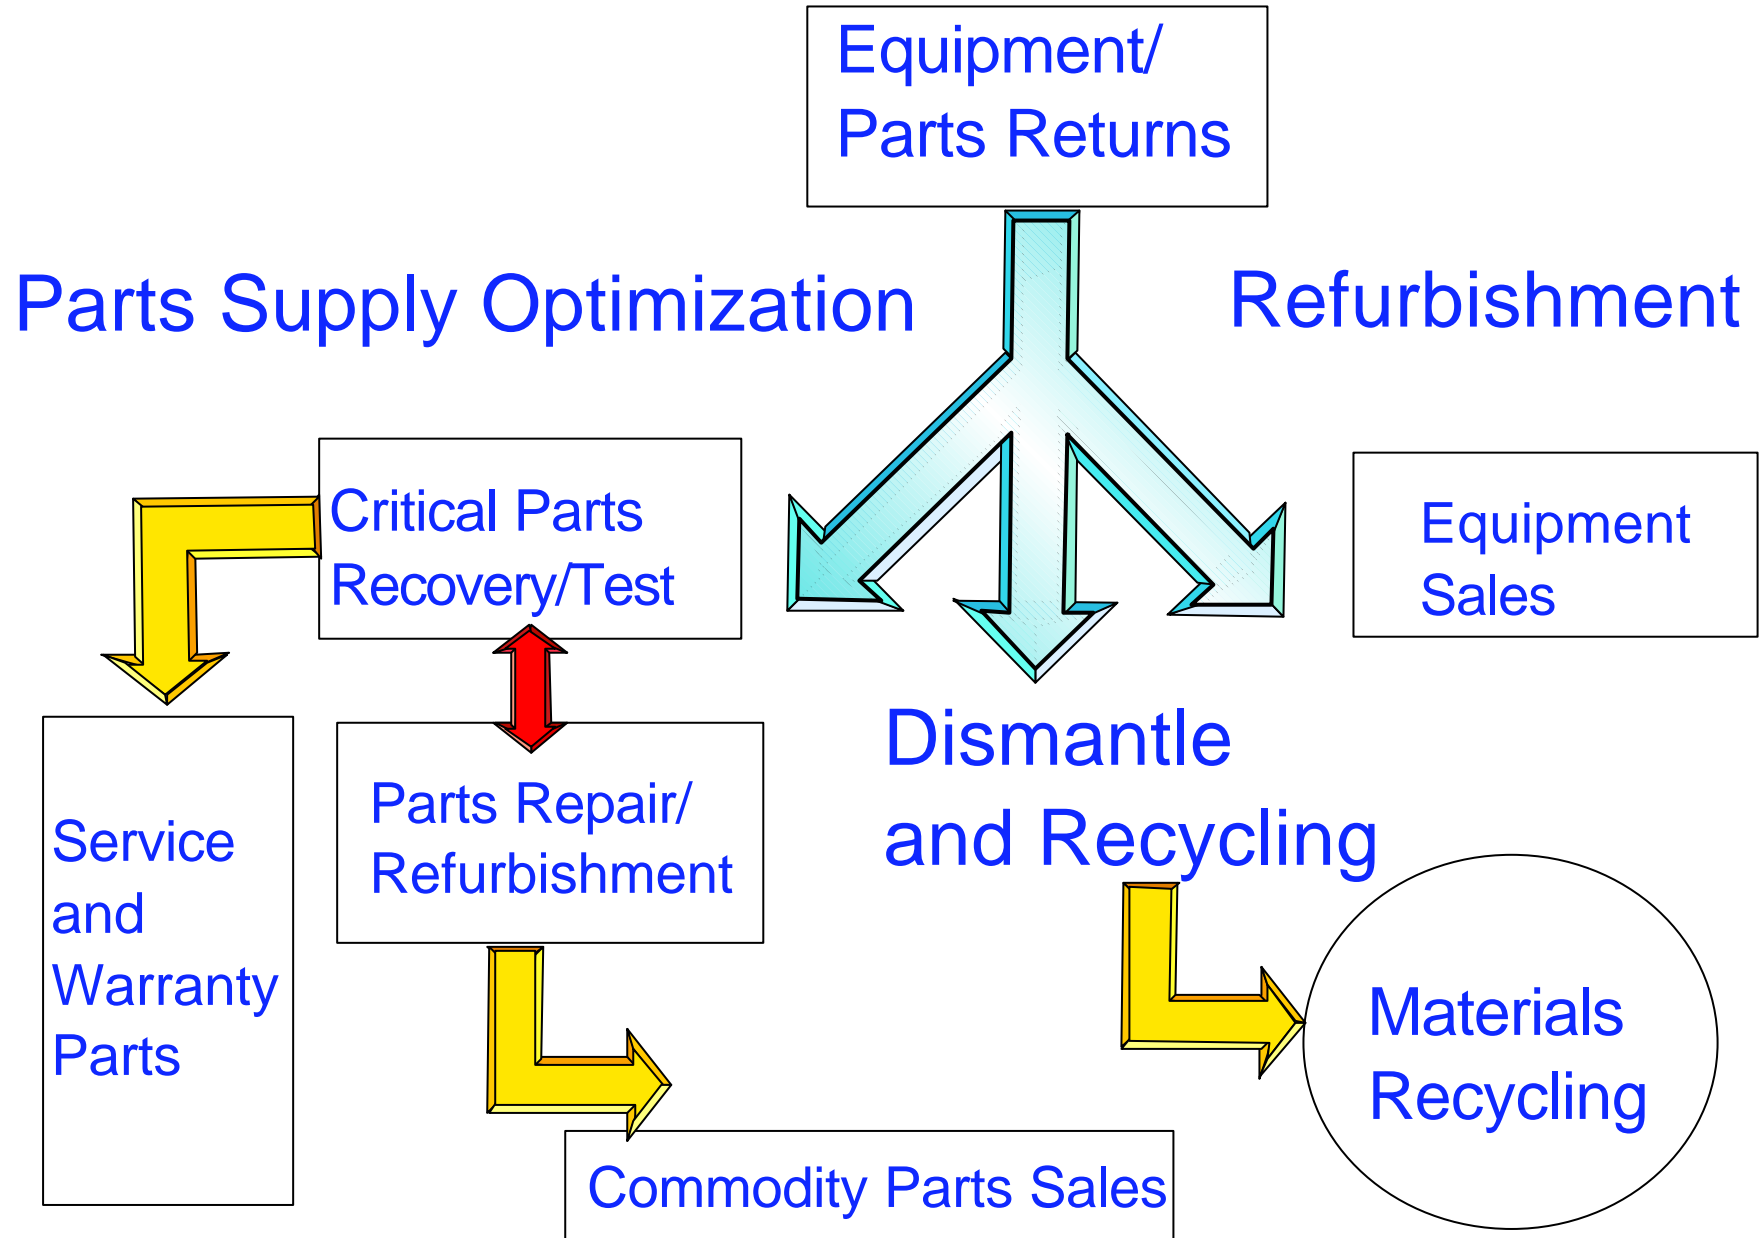 Equipment/
Parts Returns
Parts Supply Optimization
Refurbishment
Critical Parts
Recovery/Test
Equipment
Sales
Service
and
Warranty
Parts
Parts Repair/
Refurbishment
Dismantle
and Recycling
Materials
Recycling
Commodity Parts Sales